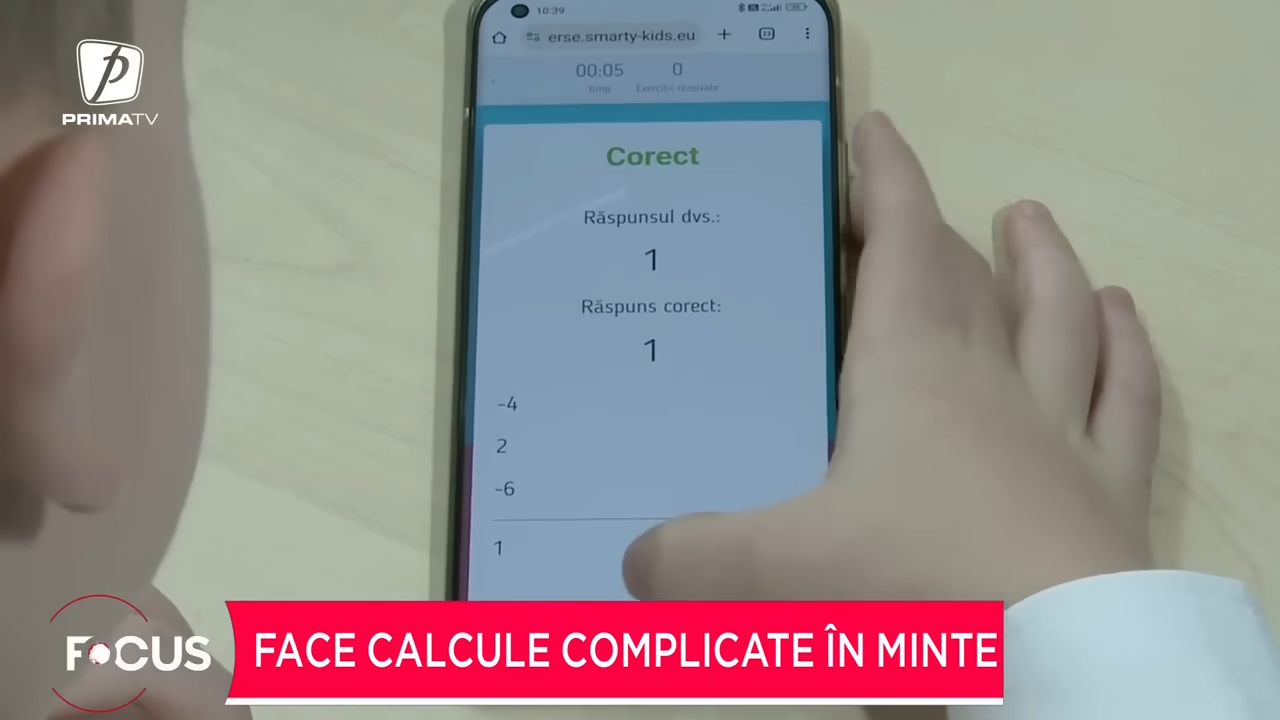 PRIMATV
10:39
erse.smarty-kids.eu
23
00:05 0
timp Exerciții rezolvate
Corect
Răspunsul dvs.:
1
Răspuns corect:
1
-4
2
-6
1
FOCUS
FACE CALCULE COMPLICATE ÎN MINTE